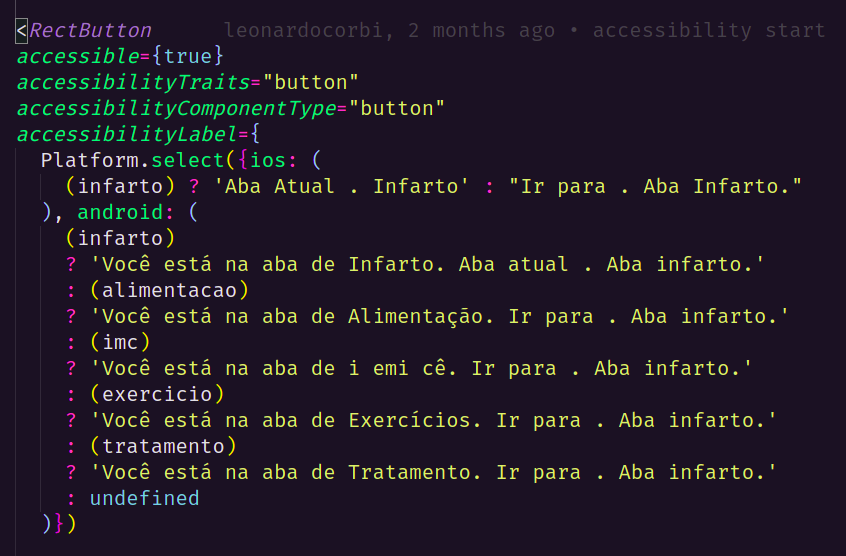 <RectButton leonardocorbi, 2 months ago • accessibility start
accessible={true}
accessibilityTraits="button"
accessibilityComponentType="button"
accessibilityLabel={
Platform.select({ios: (
(infarto) ? 'Aba Atual . Infarto' : "Ir para . Aba Infarto."
), android: (
(infarto)
? 'Você está na aba de Infarto. Aba atual . Aba infarto.'
: (alimentacao)
? 'Você está na aba de Alimentação. Ir para . Aba infarto.'
: (imc)
? 'Você está na aba de i emi cê. Ir para . Aba infarto.'
: (exercicio)
? 'Você está na aba de Exercícios. Ir para . Aba infarto.'
: (tratamento)
? 'Você está na aba de Tratamento. Ir para . Aba infarto.'
: undefined
)})